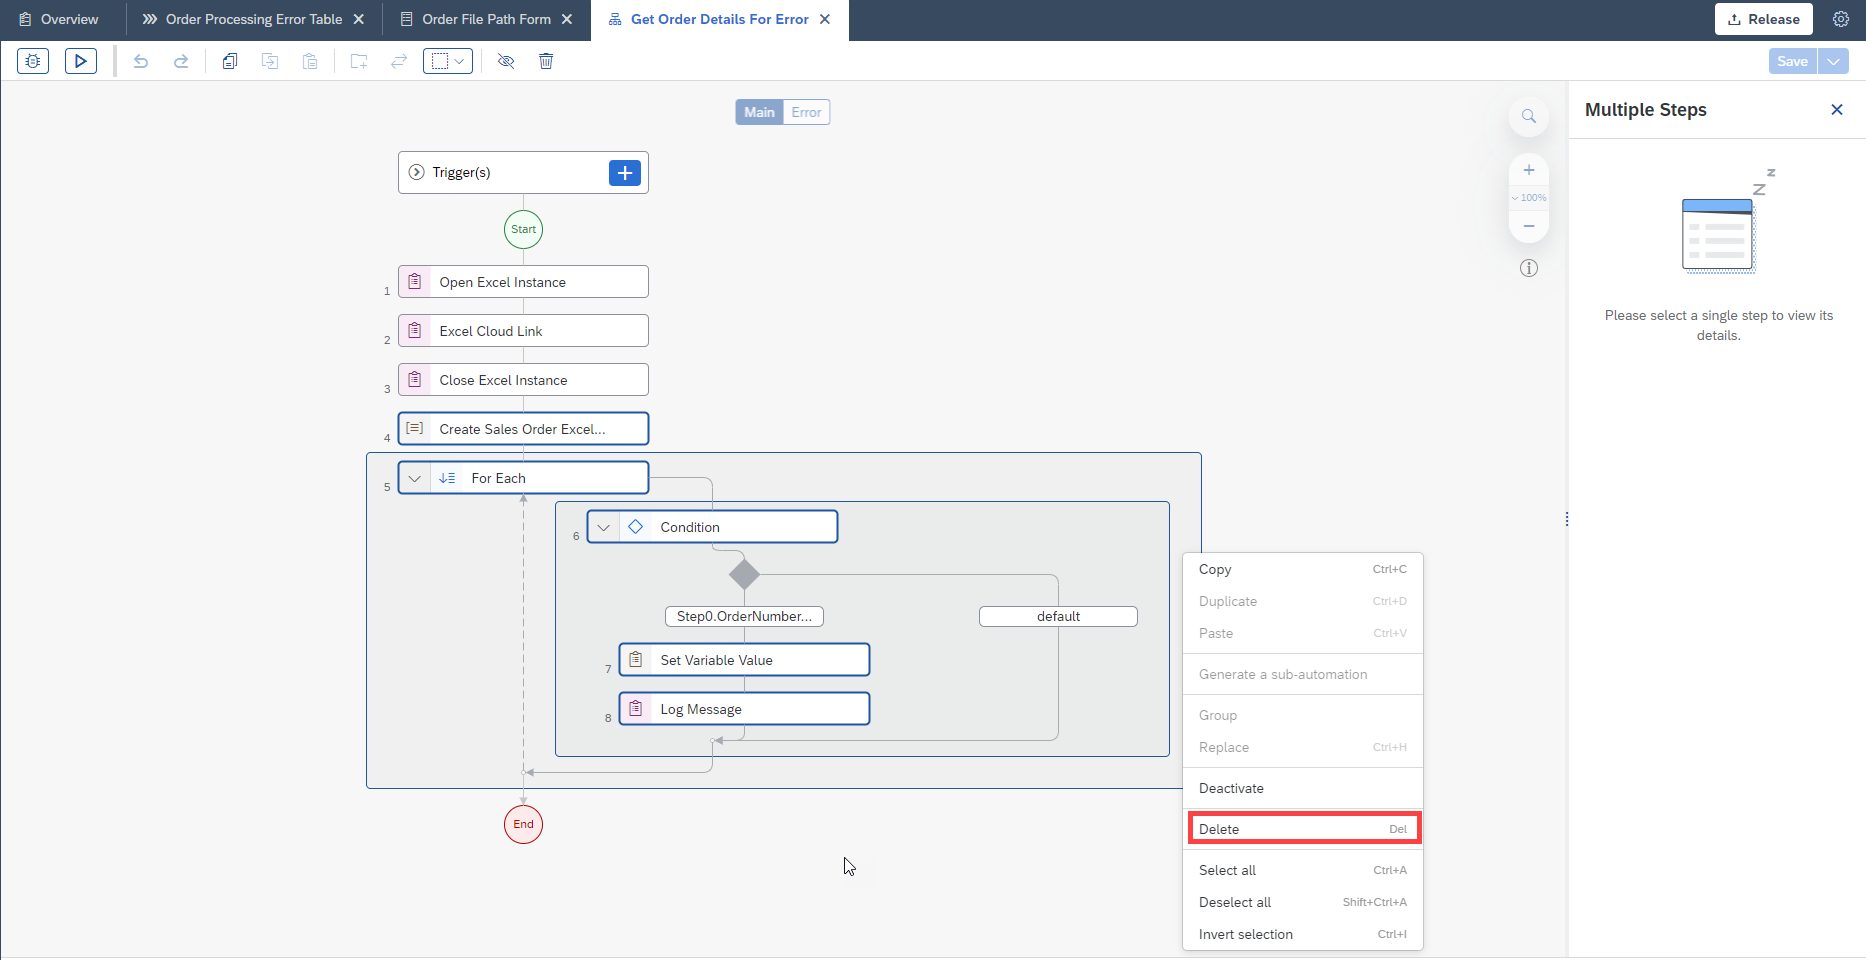 Overview
Order Processing Error Table
Order File Path Form
Get Order Details For Error
Release
Save
Main
Error
Trigger(s)
Start
1
Open Excel Instance
2
Excel Cloud Link
3
Close Excel Instance
4
Create Sales Order Excel...
5
For Each
6
Condition
Step0.OrderNumber...
default
7
Set Variable Value
8
Log Message
End
100%
Copy Ctrl+C
Duplicate Ctrl+D
Paste Ctrl+V
Generate a sub-automation
Group
Replace Ctrl+H
Deactivate
Delete Del
Select all Ctrl+A
Deselect all Shift+Ctrl+A
Invert selection Ctrl+I
Multiple Steps
z
Z
Please select a single step to view its
details.